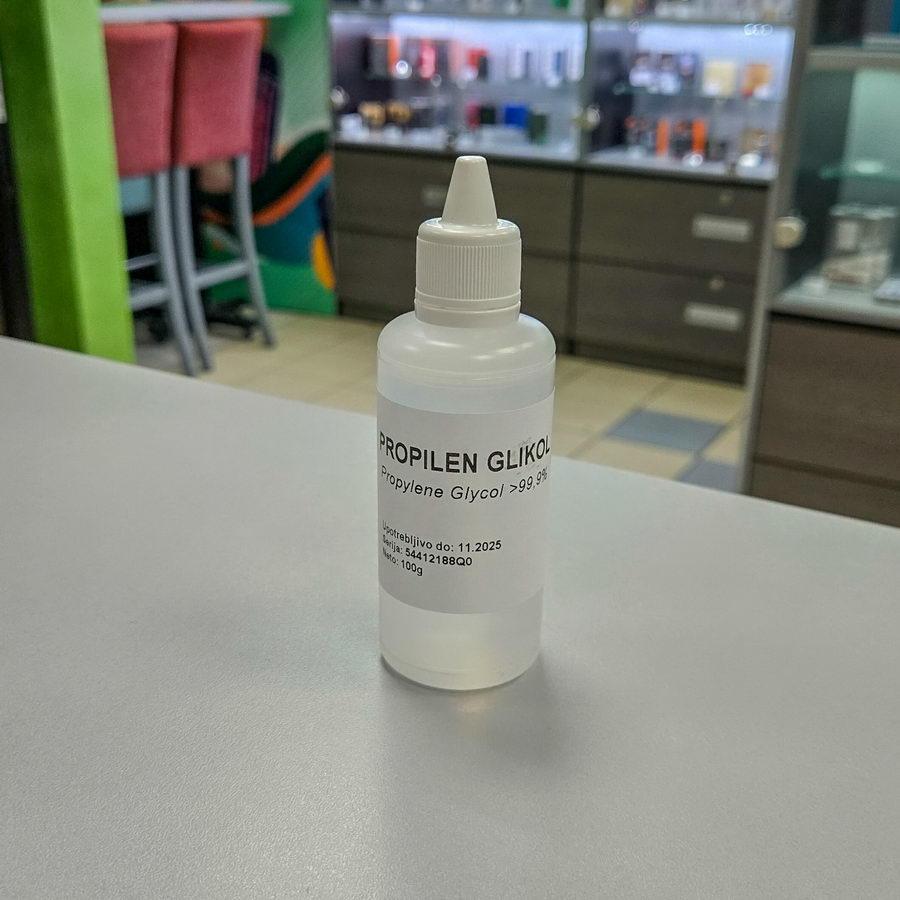 PROPILEN GLIKOL
Propylene Glycol >99,9%
Upotrebljivo do: 11.2025
Serija: 54412188Q0
Neto: 100g